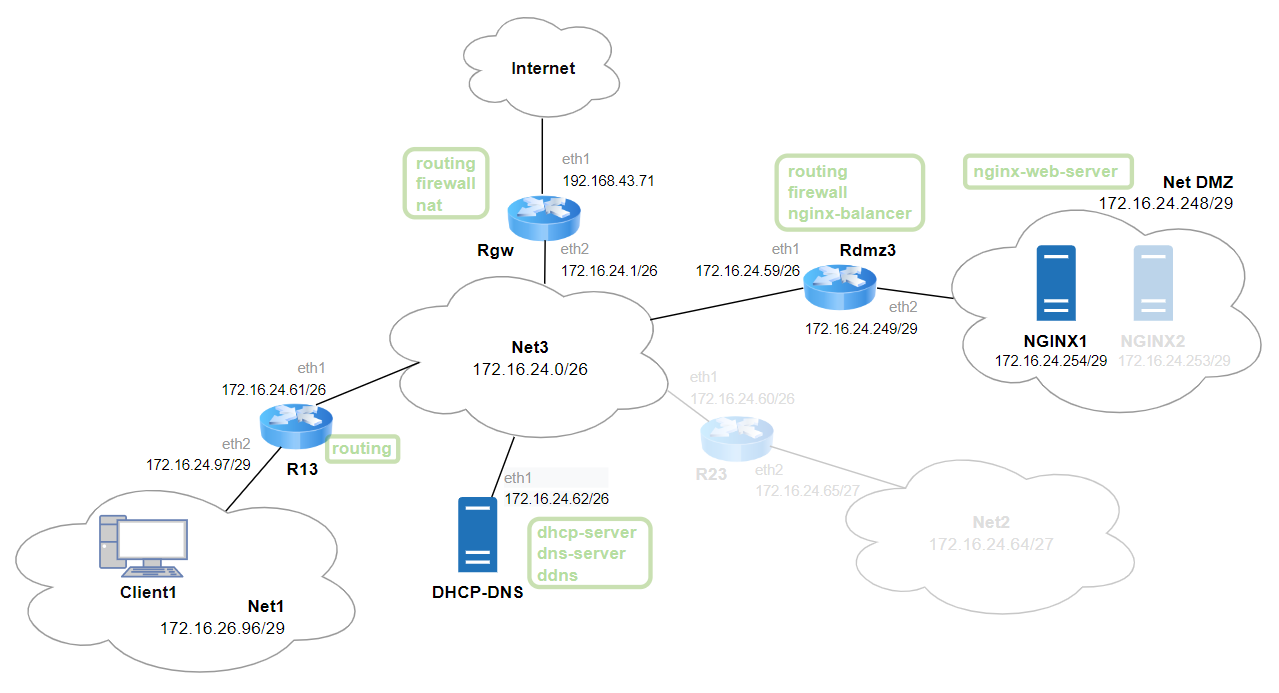 Internet
routing
firewall
nat
eth1
192.168.43.71
Rgw
eth2
172.16.24.1/26
routing
firewall
nginx-balancer
eth1
172.16.24.59/26
Rdmz3
eth2
172.16.24.249/29
nginx-web-server
Net DMZ
172.16.24.248/29
NGINX1
172.16.24.254/29
NGINX2
172.16.24.253/29
Net3
172.16.24.0/26
eth1
172.16.24.61/26
eth2
172.16.24.97/29
R13
routing
eth1
172.16.24.60/26
R23
eth2
172.16.24.65/27
Net2
172.16.24.64/27
eth1
172.16.24.62/26
dhcp-server
dns-server
ddns
DHCP-DNS
Client1
Net1
172.16.26.96/29